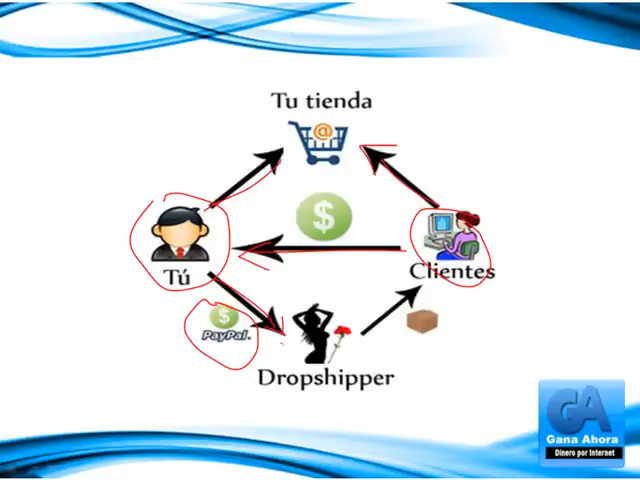 Tu tienda
@
$
Tú
Clientes
$
PayPal.
Dropshipper
GA
Gana Ahora
Dinero por Internet